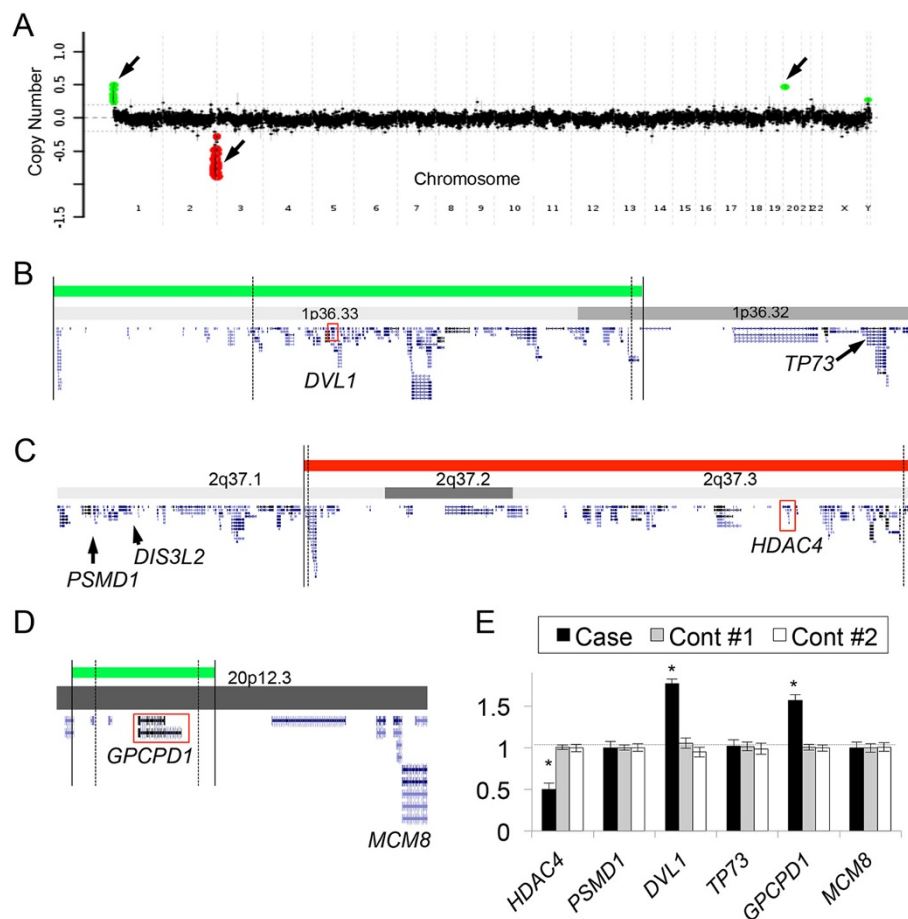 A
Copy Number
1.0
0.5
0.0
-0.5
-1.5
Chromosome
1 2 3 4 5 6 7 8 9 10 11 12 13 14 15 16 17 18 19 20 21 22 X Y
B
1p36.33
1p36.32
DVL1
TP73
C
2q37.1
2q37.2
2q37.3
PSMD1
DIS3L2
HDAC4
D
20p12.3
GPCPD1
MCM8
E
Case Cont #1 Cont #2
1.5
1
0.5
0
* * *
HDAC4 PSMD1 DVL1 TP73 GPCPD1 MCM8